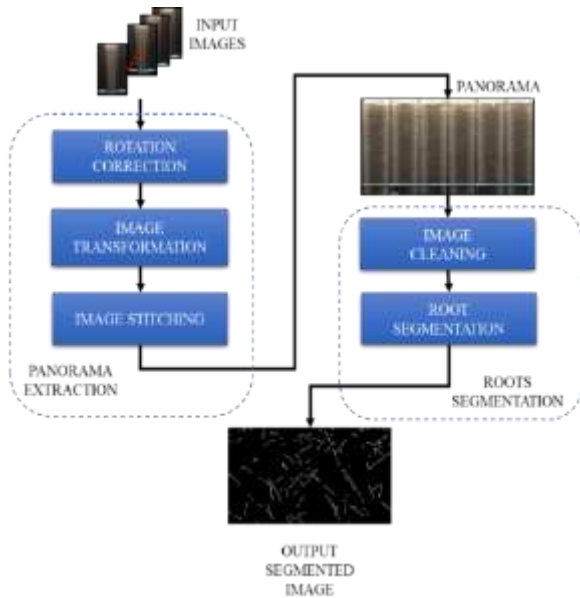 INPUT
IMAGES
ROTATION
CORRECTION
IMAGE
TRANSFORMATION
IMAGE STITCHING
PANORAMA
EXTRACTION
PANORAMA
IMAGE
CLEANING
ROOT
SEGMENTATION
ROOTS
SEGMENTATION
OUTPUT
SEGMENTED
IMAGE